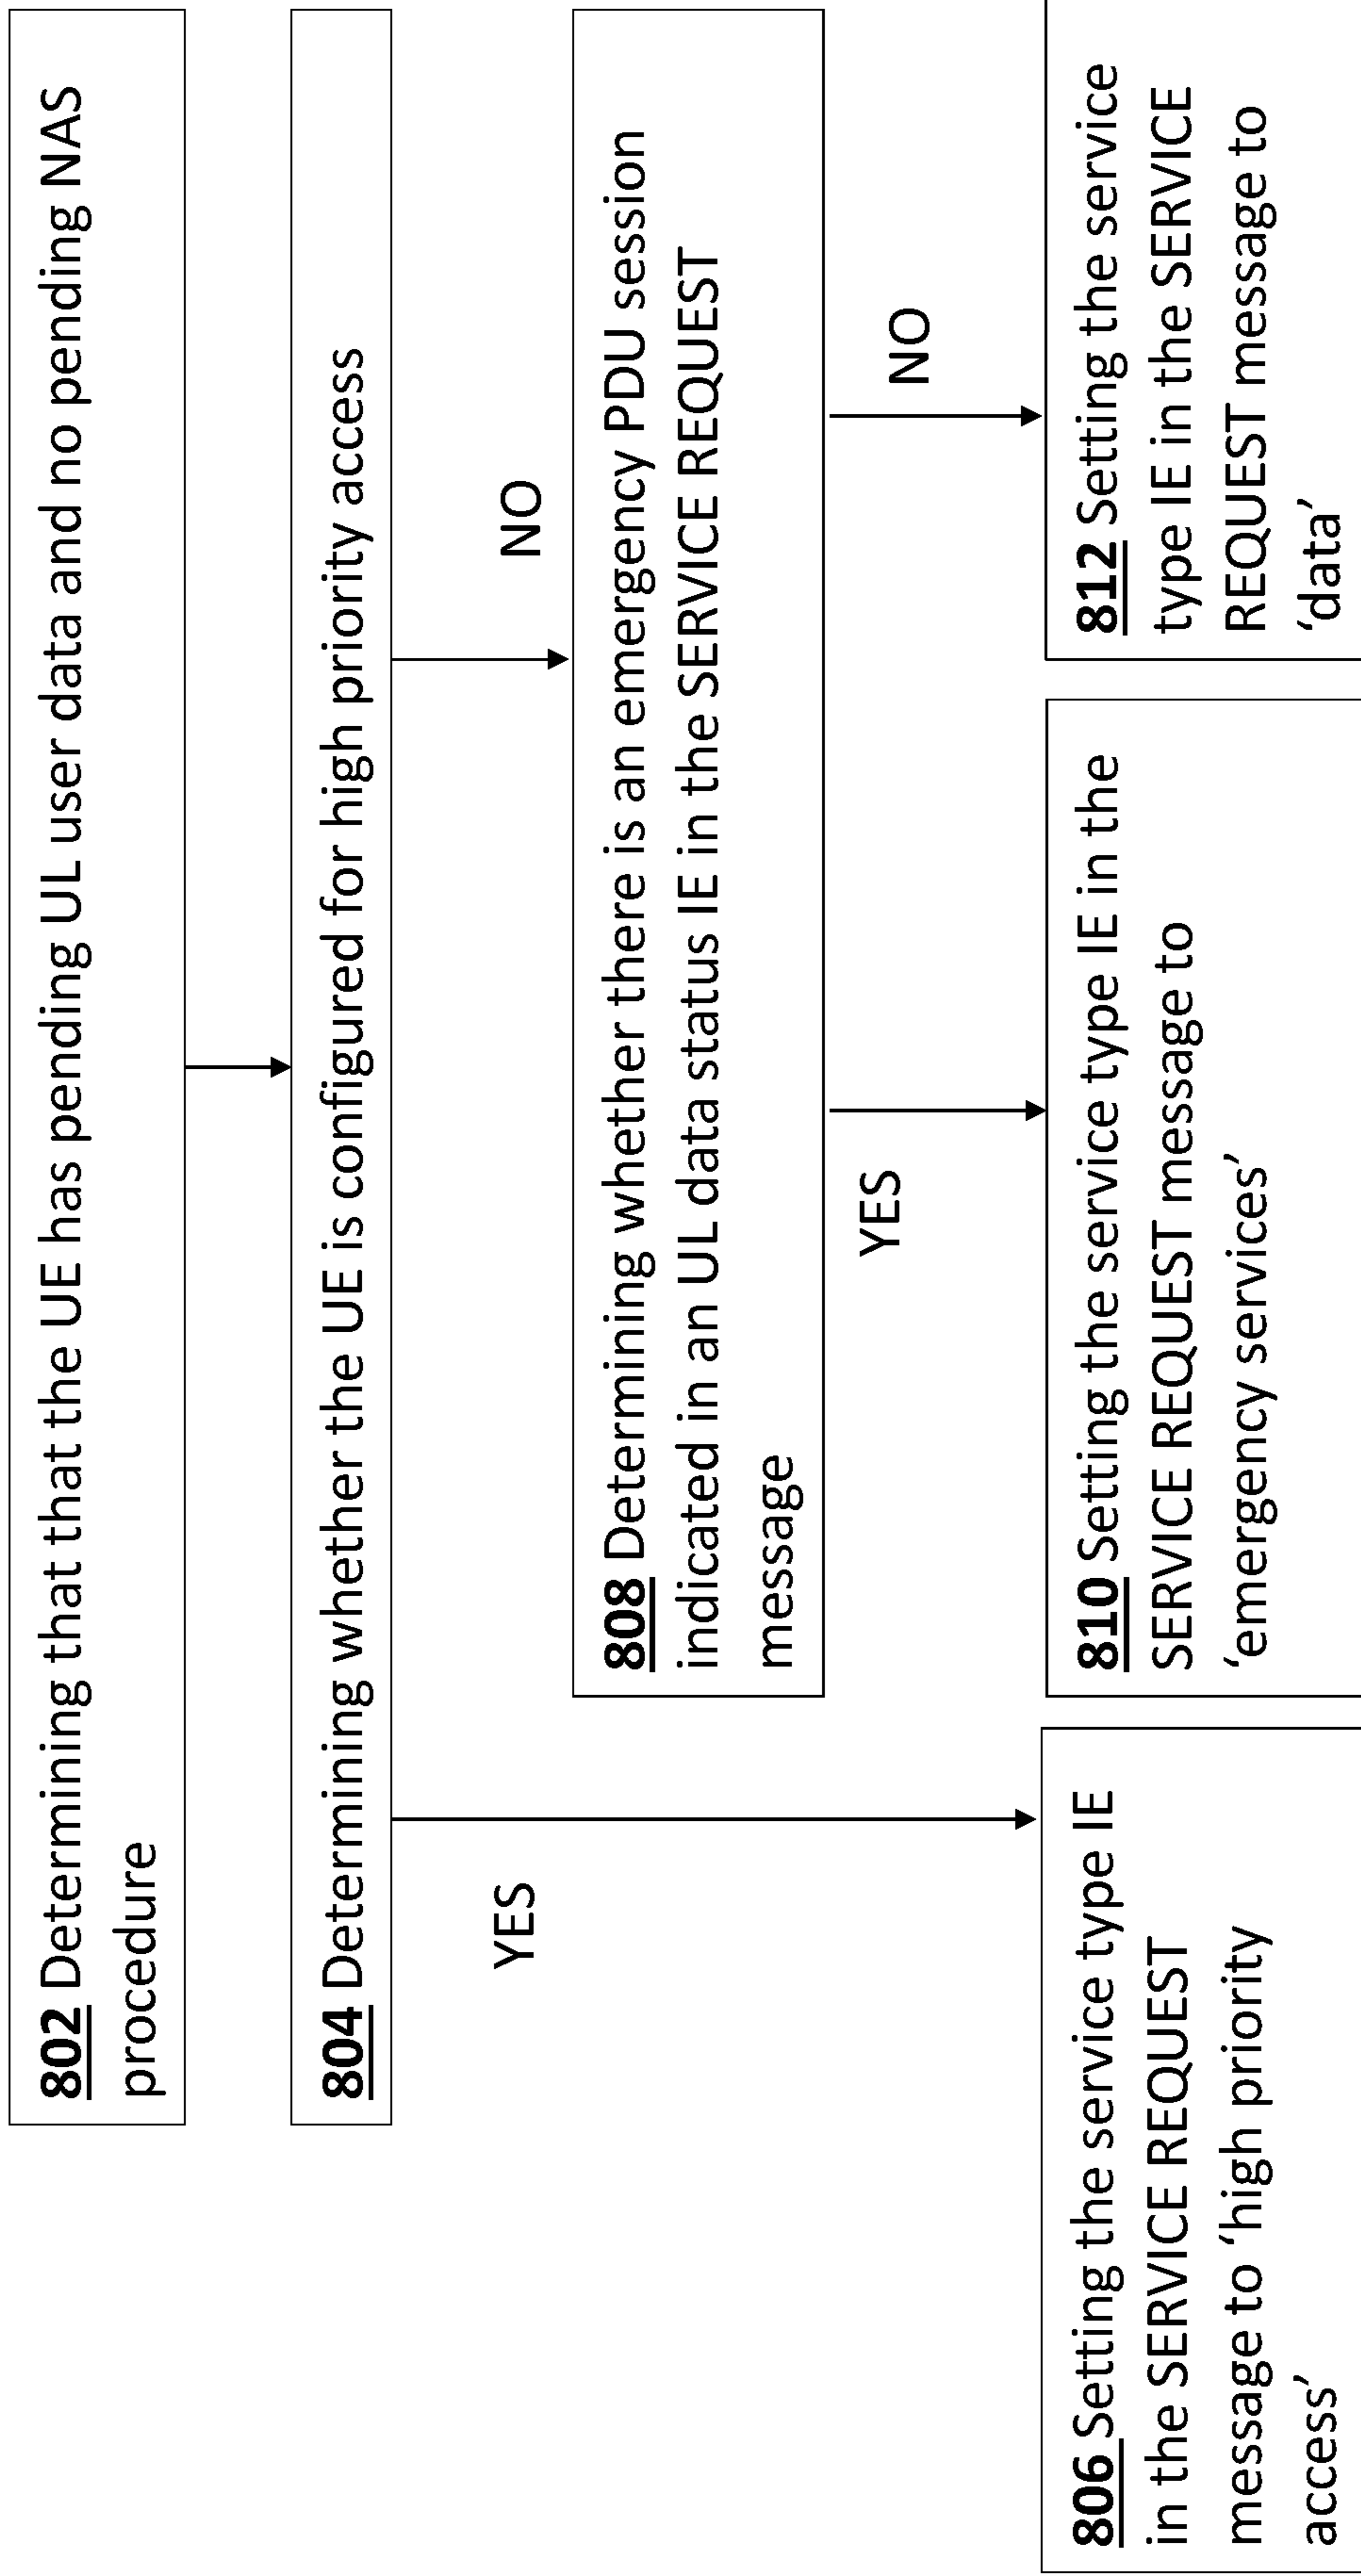 802 Determining that that the UE has pending UL user data and no pending NAS
procedure
804 Determining whether the UE is configured for high priority access
YES
NO
808 Determining whether there is an emergency PDU session
indicated in an UL data status IE in the SERVICE REQUEST
message
YES
NO
806 Setting the service type IE
in the SERVICE REQUEST
message to ‘high priority
access’
810 Setting the service type IE in the
SERVICE REQUEST message to
‘emergency services’
812 Setting the service
type IE in the SERVICE
REQUEST message to
‘data’